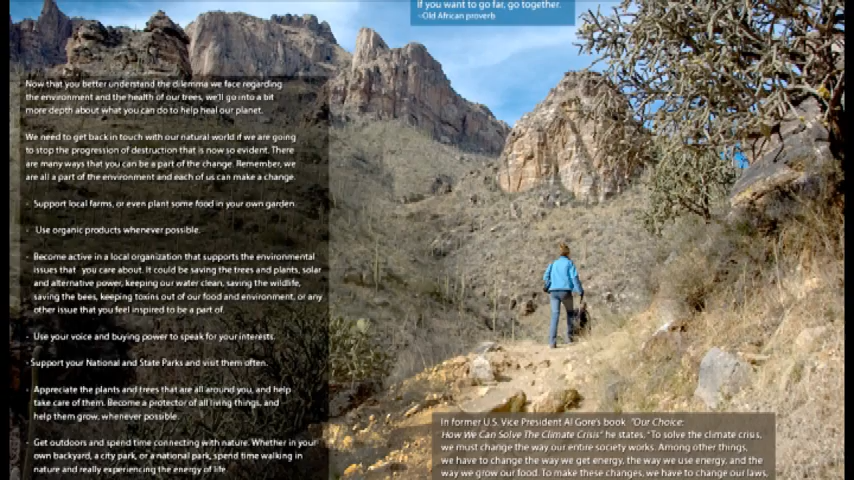 If you want to go far, go together.
~Old African proverb
Now that you better understand the dilemma we face regarding
the environment and the health of our trees, we'll go into a bit
more depth about what you can do to help heal our planet.
We need to get back in touch with our natural world if we are going
to stop the progression of destruction that is now so evident. There
are many ways that you can be a part of the change. Remember, we
are all a part of the environment and each of us can make a change.
· Support local farms, or even plant some food in your own garden.
· Use organic products whenever possible.
· Become active in a local organization that supports the environmental
issues that you care about. It could be saving the trees and plants, solar
and alternative power, keeping our water clean, saving the wildlife,
saving the bees, keeping toxins out of our food and environment, or any
other issue that you feel inspired to be a part of.
· Use your voice and buying power to speak for your interests.
· Support your National and State Parks and visit them often.
· Appreciate the plants and trees that are all around you, and help
take care of them. Become a protector of all living things, and
help them grow, whenever possible.
· Get outdoors and spend time connecting with nature. Whether in your
own backyard, a city park, or a national park, spend time walking in
nature and really experiencing the energy of life.
In former U.S. Vice President Al Gore's book "Our Choice:
How We Can Solve The Climate Crisis" he states, "To solve the climate crisis,
we must change the way our entire society works. Among other things,
we have to change the way we get energy, the way we use energy, and the
way we grow our food. To make these changes, we have to change our laws,